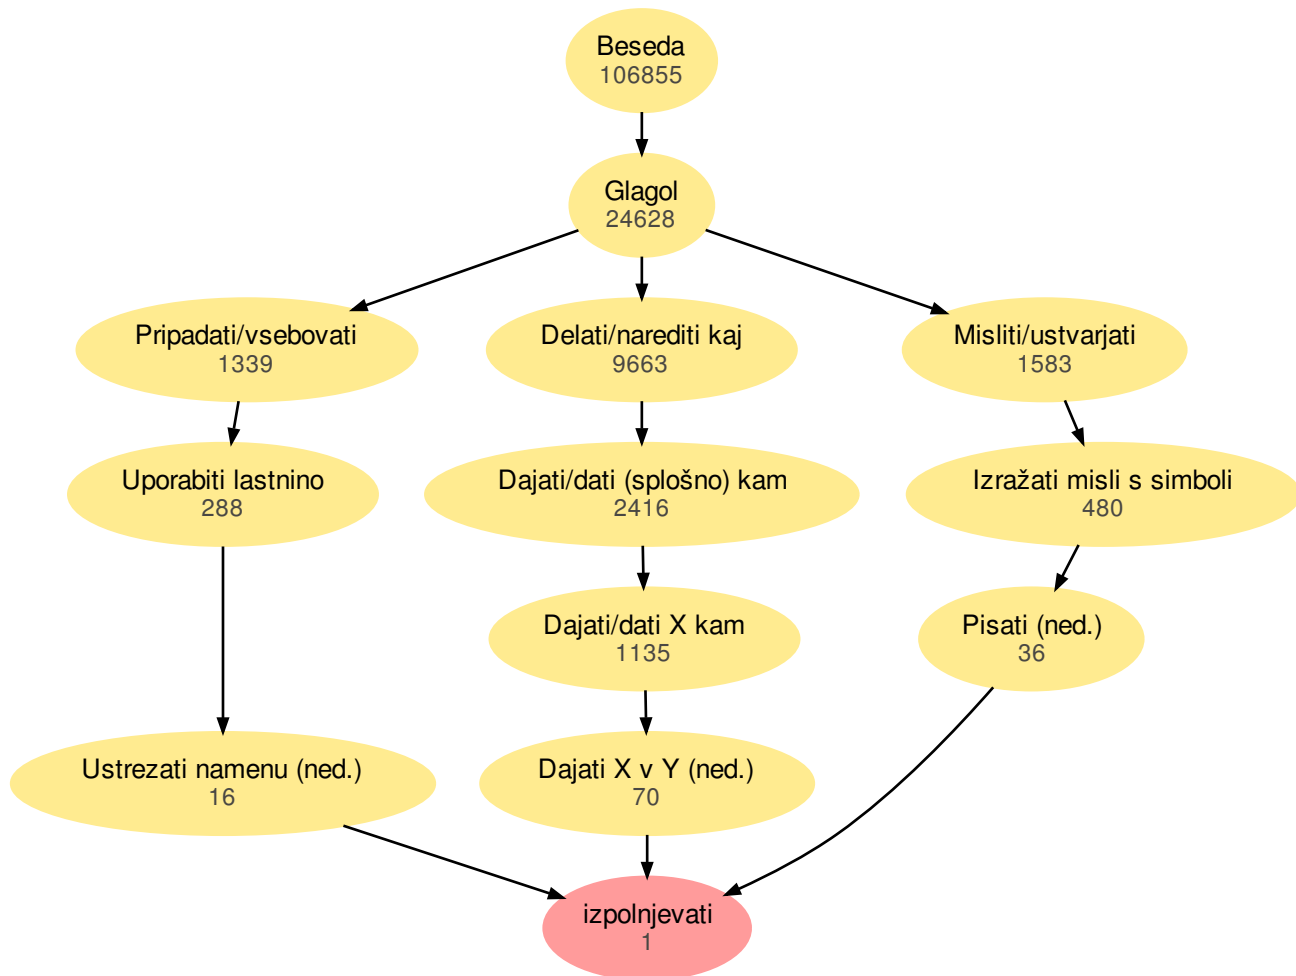 Beseda
106855
Glagol
24628
Pripadati/vsebovati
1339
Delati/narediti kaj
9663
Misliti/ustvarjati
1583
Uporabiti lastnino
288
Dajati/dati (splošno) kam
2416
Izražati misli s simboli
480
Dajati/dati X kam
1135
Pisati (ned.)
36
Ustrezati namenu (ned.)
16
Dajati X v Y (ned.)
70
izpolnjevati
1